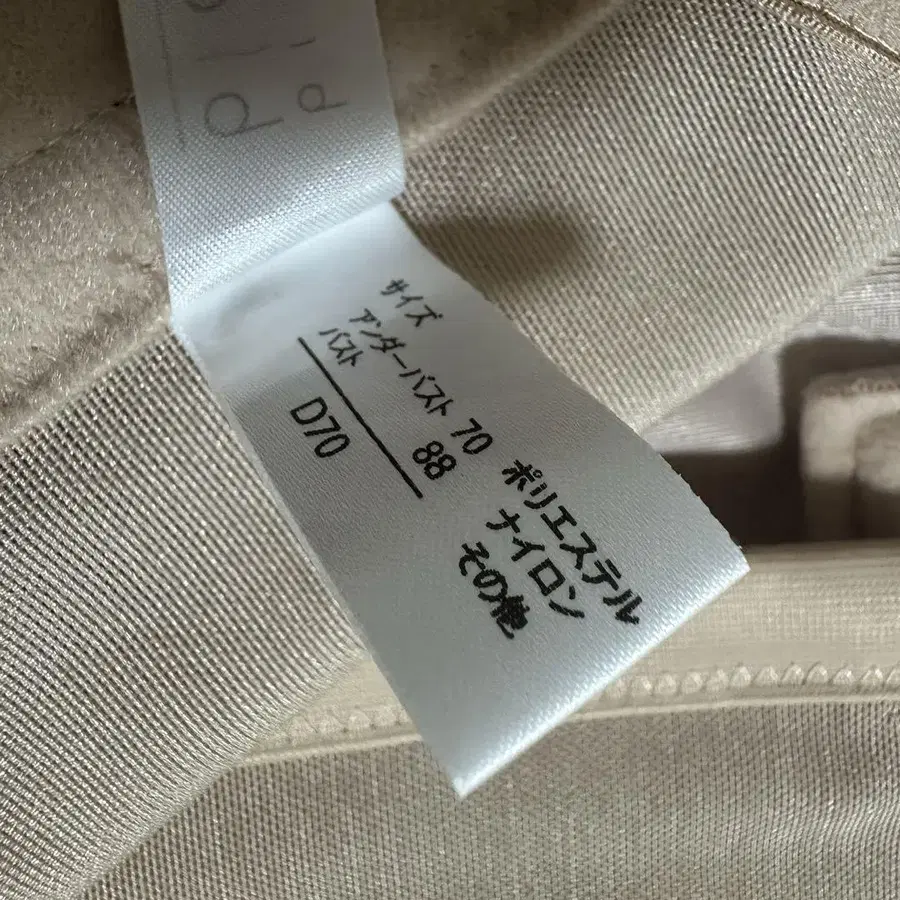 サイズ
アンダーバスト 70
バスト 88
D70
ポリエステル
ナイロン
その他